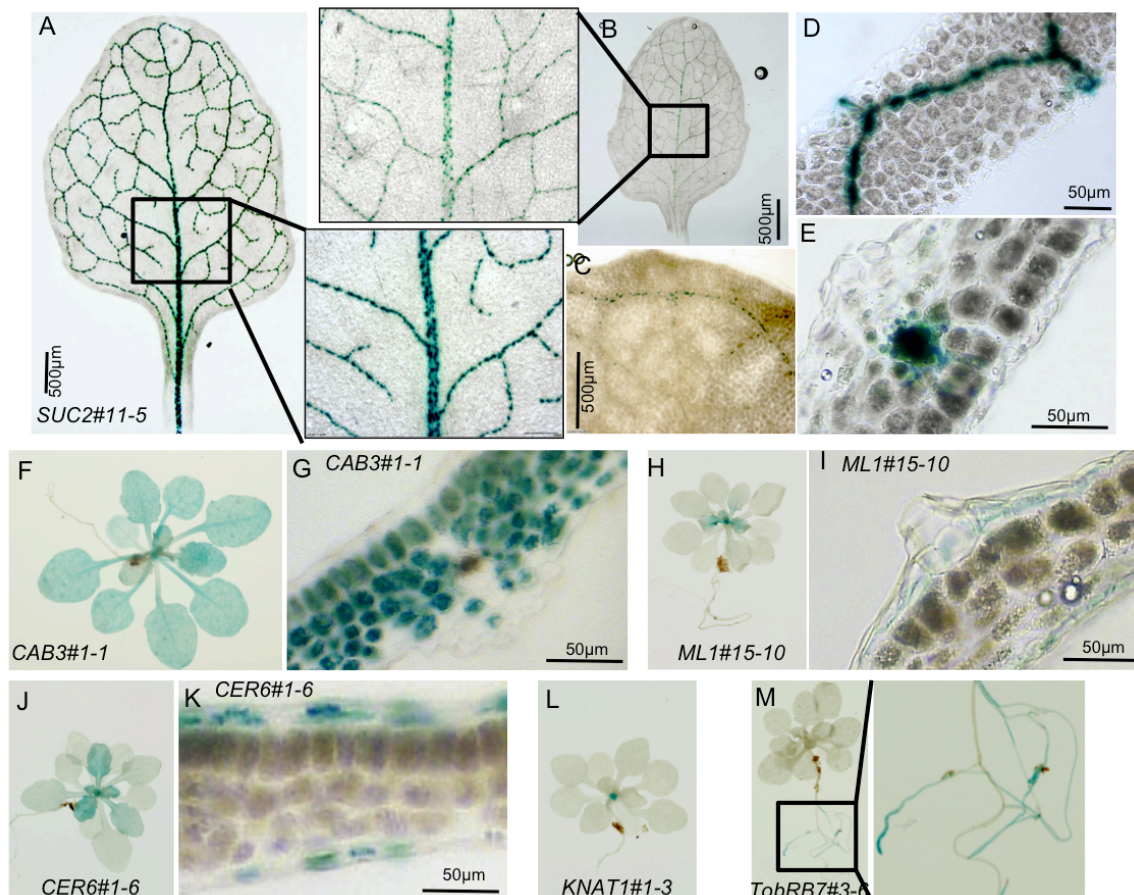 A
500µm
SUC2#11-5
B
500µm
C
500µm
D
50µm
E
50µm
F
CAB3#1-1
G
CAB3#1-1
50µm
H
ML1#15-10
I
ML1#15-10
50µm
J
CER6#1-6
K
CER6#1-6
50µm
L
KNAT1#1-3
M
TobRB7#3-6